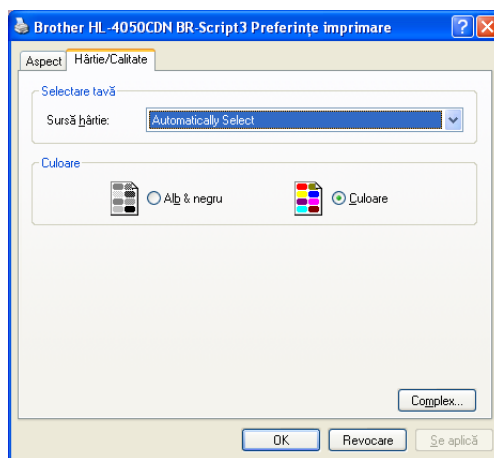 Brother HL-4050CDN BR-Script3 Preferințe imprimare
Aspect Hârtie/Calitate
Selectare tavă
Sursă hârtie: Automatically Select
Culoare
Alb & negru Culoare
Complex...
OK Revocare Se aplică